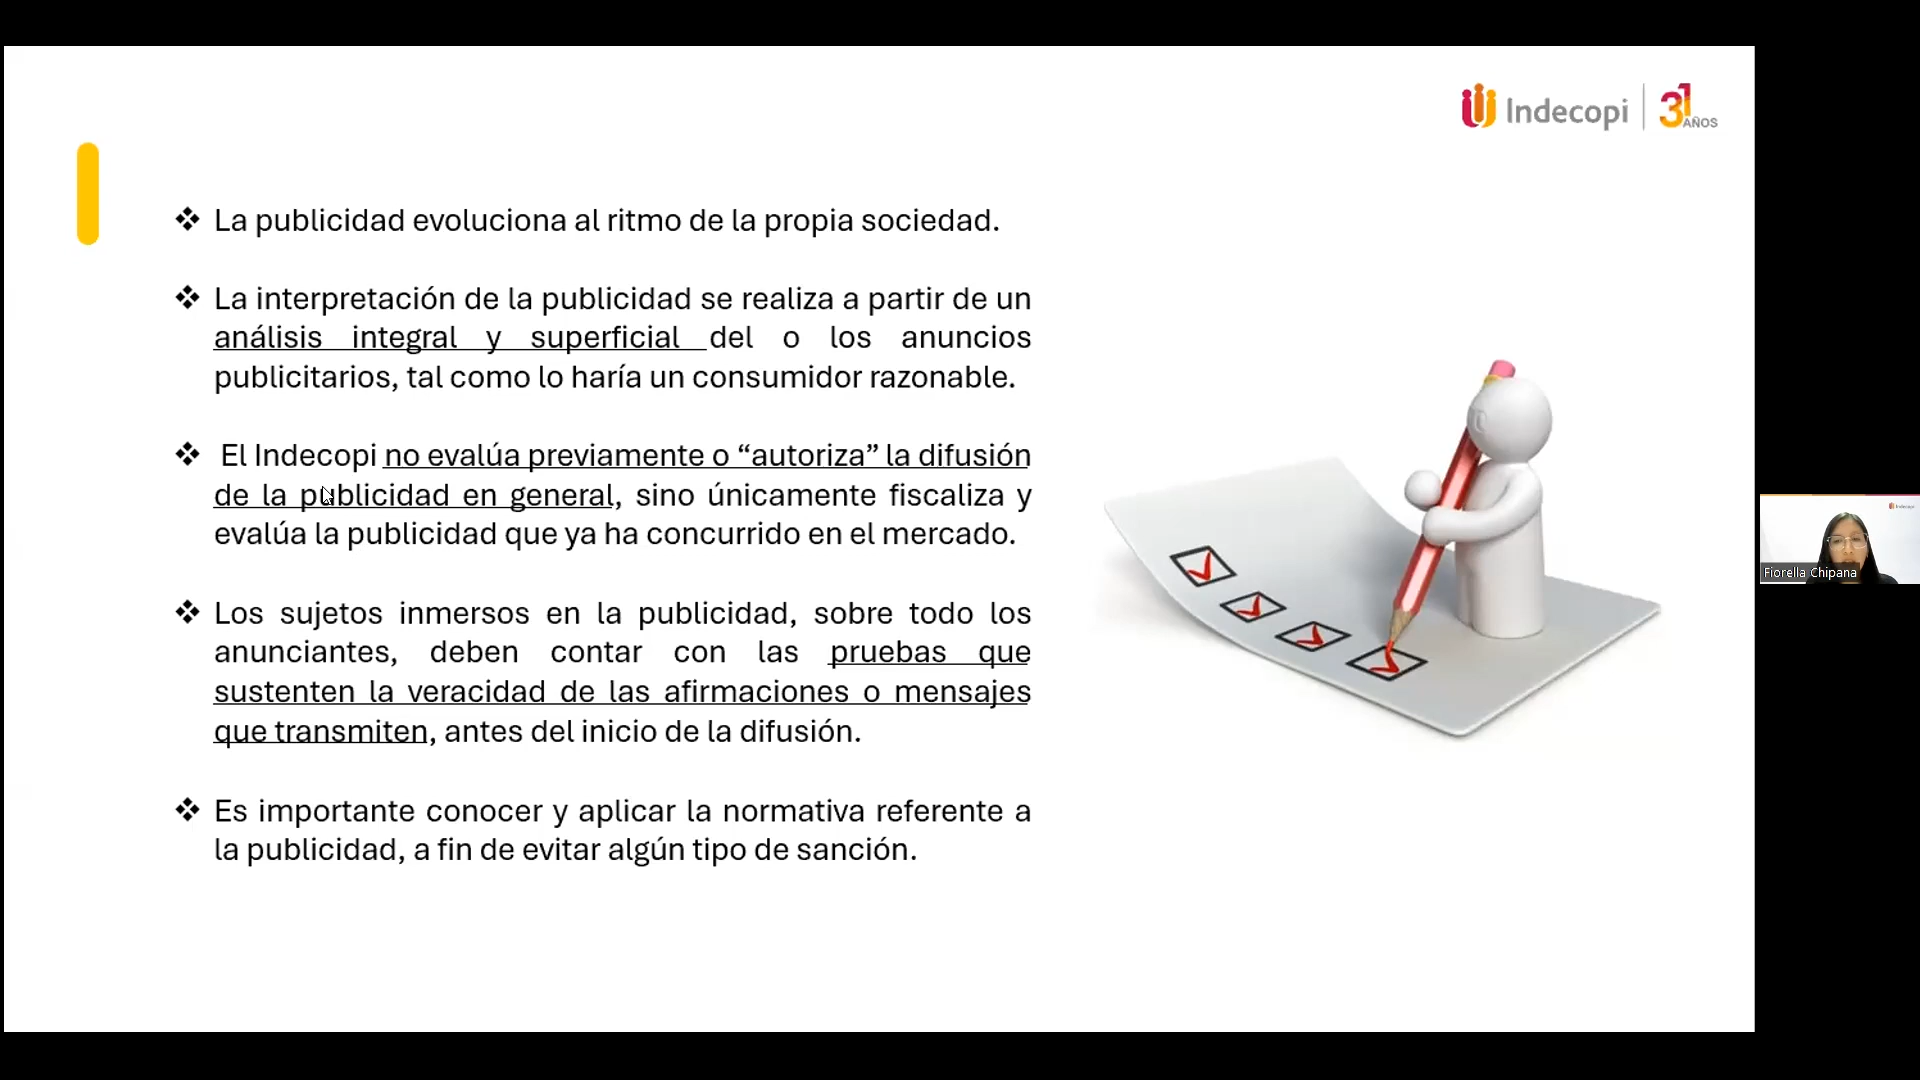 Indecopi
31
AÑOS
❖ La publicidad evoluciona al ritmo de la propia sociedad.
❖ La interpretación de la publicidad se realiza a partir de un
análisis integral y superficial del o los anuncios
publicitarios, tal como lo haría un consumidor razonable.
❖ El Indecopi no evalúa previamente o “autoriza” la difusión
de la publicidad en general, sino únicamente fiscaliza y
evalúa la publicidad que ya ha concurrido en el mercado.
❖ Los sujetos inmersos en la publicidad, sobre todo los
anunciantes, deben contar con las pruebas que
sustenten la veracidad de las afirmaciones o mensajes
que transmiten, antes del inicio de la difusión.
❖ Es importante conocer y aplicar la normativa referente a
la publicidad, a fin de evitar algún tipo de sanción.
Indecopi
Fiorella Chipana